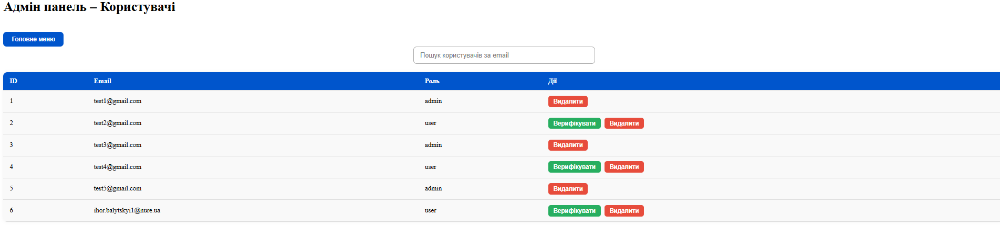 Адмін панель – Користувачі
Головне меню
Пошук користувачів за email
ID Email Роль Дії
1 test1@gmail.com admin Видалити
2 test2@gmail.com user Верифікувати Видалити
3 test3@gmail.com admin Видалити
4 test4@gmail.com user Верифікувати Видалити
5 test5@gmail.com admin Видалити
6 ihor.balytskyi1@nure.ua user Верифікувати Видалити